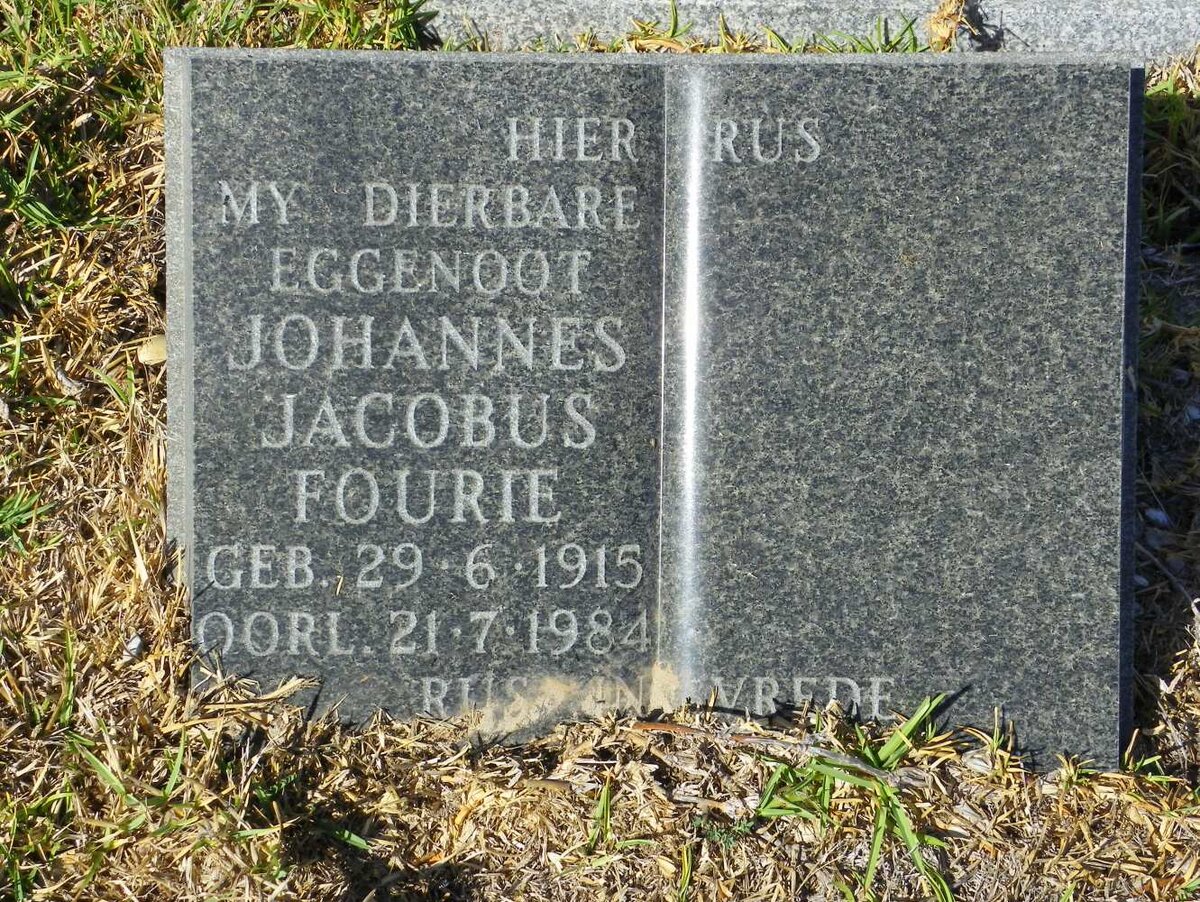 HIER RUS
MY DIERBARE
EGGENOOT
JOHANNES
JACOBUS
FOURIE
GEB. 29·6·1915
OORL. 21·7·1984
RUS IN VREDE